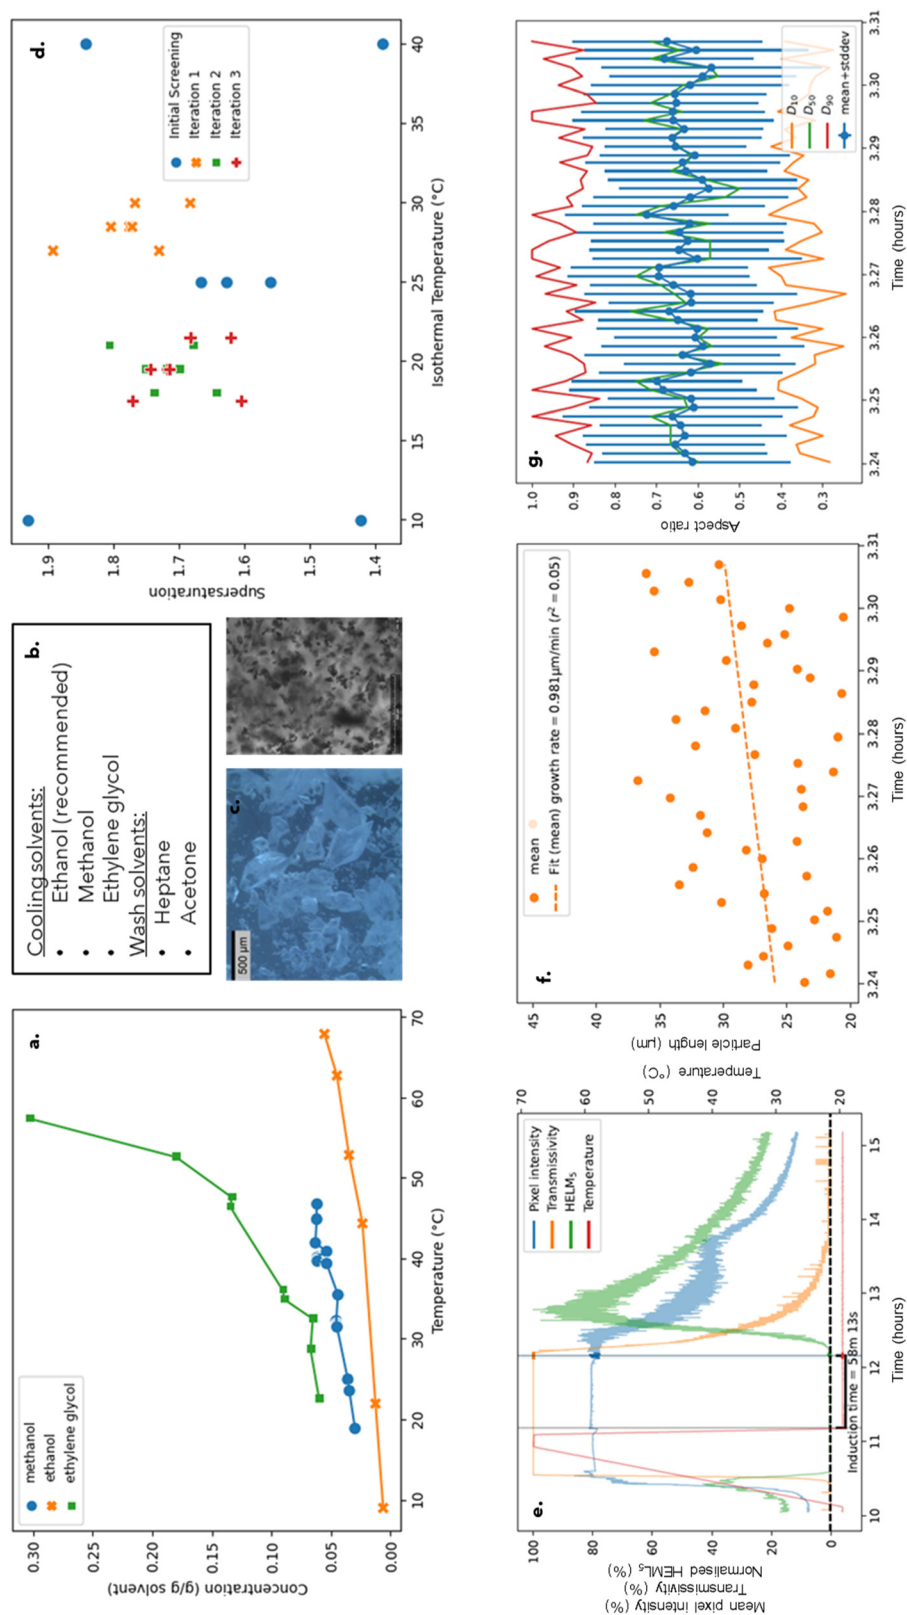 a.
methanol
ethanol
ethylene glycol
Concentration (g/g solvent)
0.30
0.25
0.20
0.15
0.10
0.05
0.00
10 20 30 40 50 60 70
Temperature (°C)
b.
Cooling solvents:
• Ethanol (recommended)
• Methanol
• Ethylene glycol
Wash solvents:
• Heptane
• Acetone
c.
500 µm
d.
Initial Screening
Iteration 1
Iteration 2
Iteration 3
Supersaturation
1.9
1.8
1.7
1.6
1.5
1.4
10 15 20 25 30 35 40
Isothermal Temperature (°C)
e.
Pixel intensity
Transmissivity
HELM5
Temperature
Mean pixel intensity (%)
Transmissivity (%)
Normalised HEML5 (%)
100
80
60
40
20
0
Temperature (°C)
70
60
50
40
30
20
Induction time = 58m 13s
10 11 12 13 14 15
Time (hours)
f.
mean
Fit (mean) growth rate = 0.981µm/min (r² = 0.05)
Particle length (µm)
45
40
35
30
25
20
3.24 3.25 3.26 3.27 3.28 3.29 3.30 3.31
Time (hours)
g.
D10
D50
D90
mean+stddev
Aspect ratio
1.0
0.9
0.8
0.7
0.6
0.5
0.4
0.3
3.24 3.25 3.26 3.27 3.28 3.29 3.30 3.31
Time (hours)